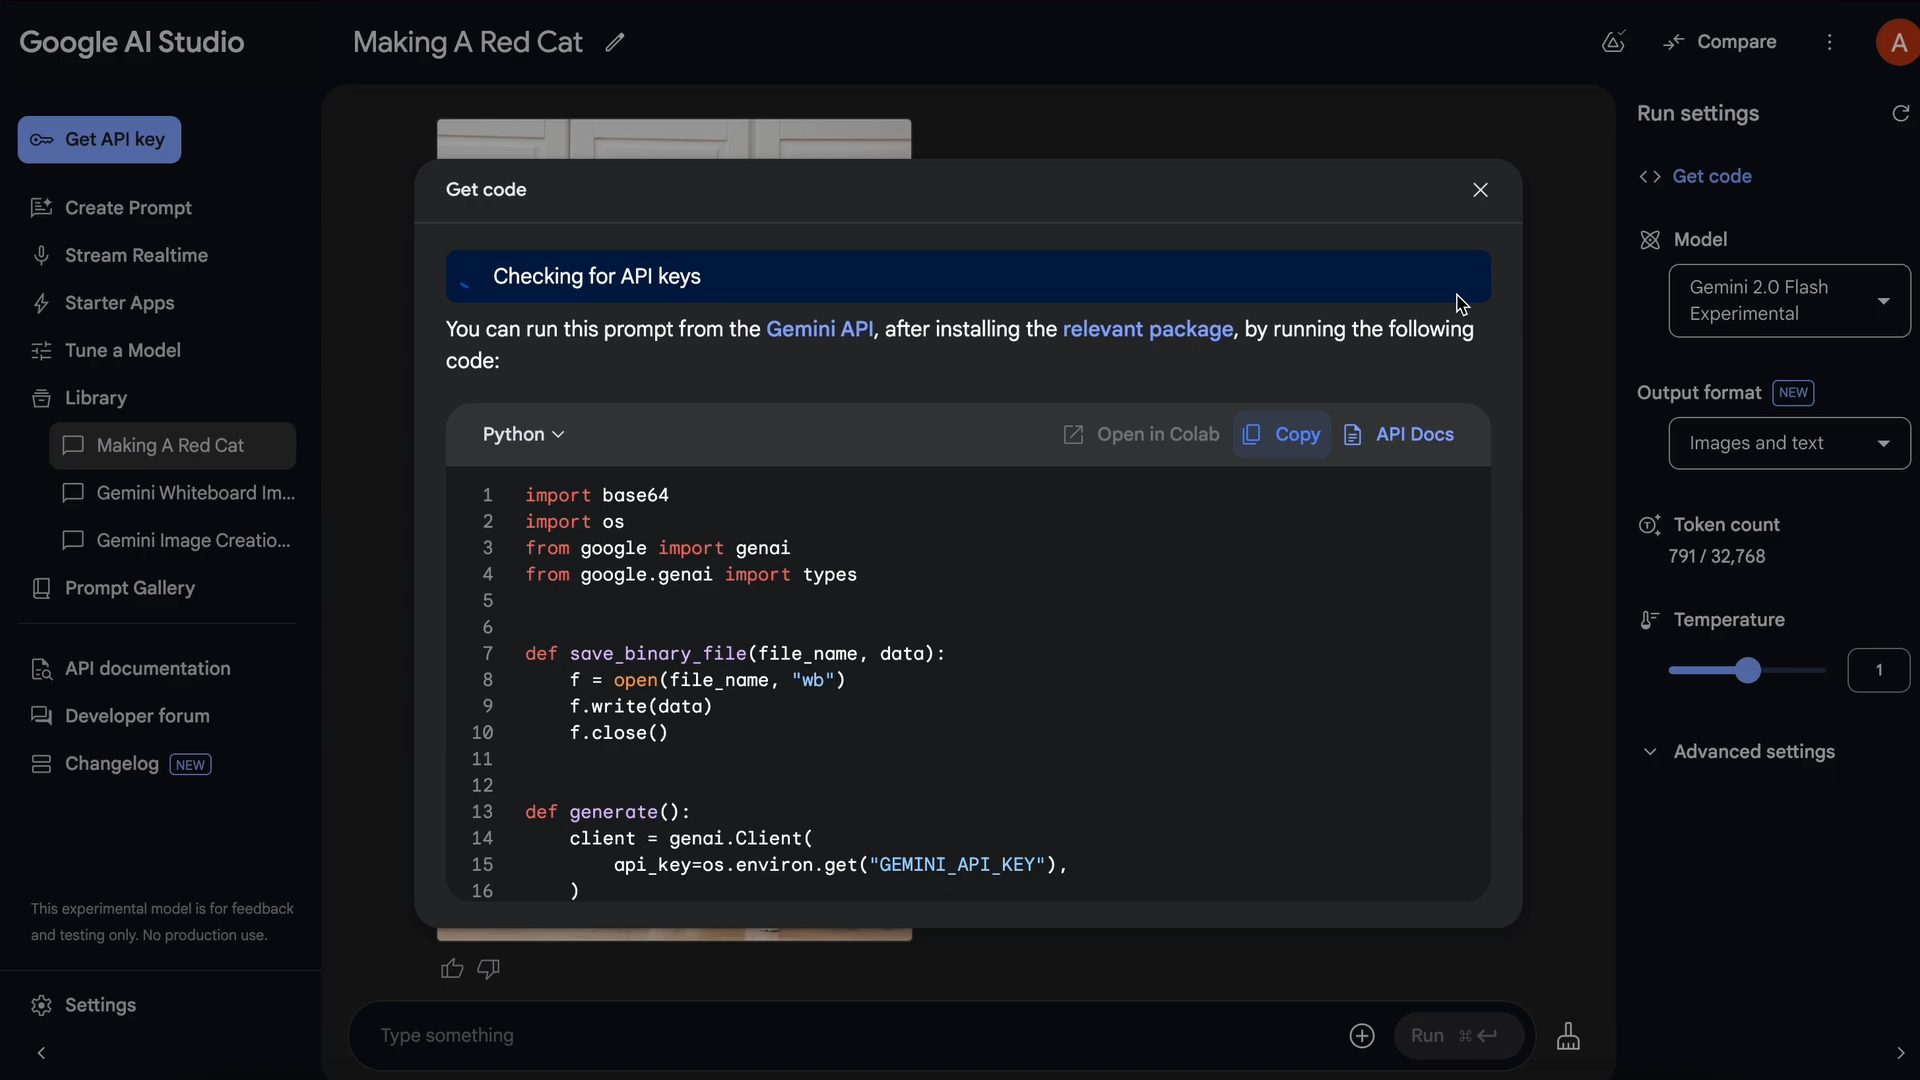 Google AI Studio
Making A Red Cat
Compare
A
Get API key
Create Prompt
Stream Realtime
Starter Apps
Tune a Model
Library
Making A Red Cat
Gemini Whiteboard Im...
Gemini Image Creatio...
Prompt Gallery
API documentation
Developer forum
Changelog NEW
This experimental model is for feedback
and testing only. No production use.
Settings
Get code
Checking for API keys
You can run this prompt from the Gemini API, after installing the relevant package, by running the following
code:
Python
Open in Colab
Copy
API Docs
1 import base64
2 import os
3 from google import genai
4 from google.genai import types
5
6
7 def save_binary_file(file_name, data):
8 f = open(file_name, "wb")
9 f.write(data)
10 f.close()
11
12
13 def generate():
14 client = genai.Client(
15 api_key=os.environ.get("GEMINI_API_KEY"),
16 )
Type something
Run ⌘↵
Run settings
<> Get code
Model
Gemini 2.0 Flash
Experimental
Output format NEW
Images and text
Token count
791 / 32,768
Temperature
1
Advanced settings